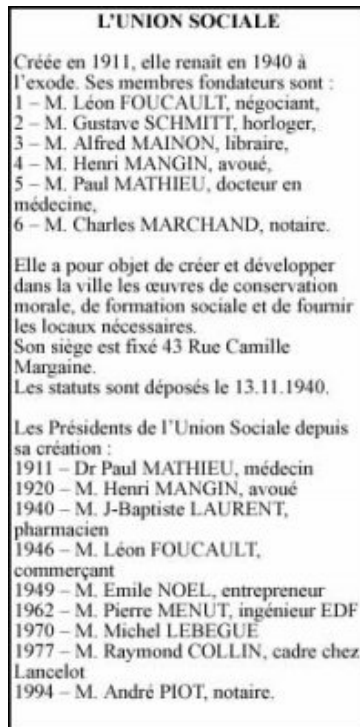 L'UNION SOCIALE
Créée en 1911, elle renaît en 1940 à
l'exode. Ses membres fondateurs sont :
1 – M. Léon FOUCAULT, négociant,
2 – M. Gustave SCHMITT, horloger,
3 – M. Alfred MAINON, libraire,
4 – M. Henri MANGIN, avoué,
5 – M. Paul MATHIEU, docteur en
médecine,
6 – M. Charles MARCHAND, notaire.
Elle a pour objet de créer et développer
dans la ville les œuvres de conservation
morale, de formation sociale et de fournir
les locaux nécessaires.
Son siège est fixé 43 Rue Camille
Margaine.
Les statuts sont déposés le 13.11.1940.
Les Présidents de l'Union Sociale depuis
sa création :
1911 – Dr Paul MATHIEU, médecin
1920 – M. Henri MANGIN, avoué
1940 – M. J-Baptiste LAURENT,
pharmacien
1946 – M. Léon FOUCAULT,
commerçant
1949 – M. Emile NOEL, entrepreneur
1962 – M. Pierre MENUT, ingénieur EDF
1970 – M. Michel LEBEGUE
1977 – M. Raymond COLLIN, cadre chez
Lancelot
1994 – M. André PIOT, notaire.